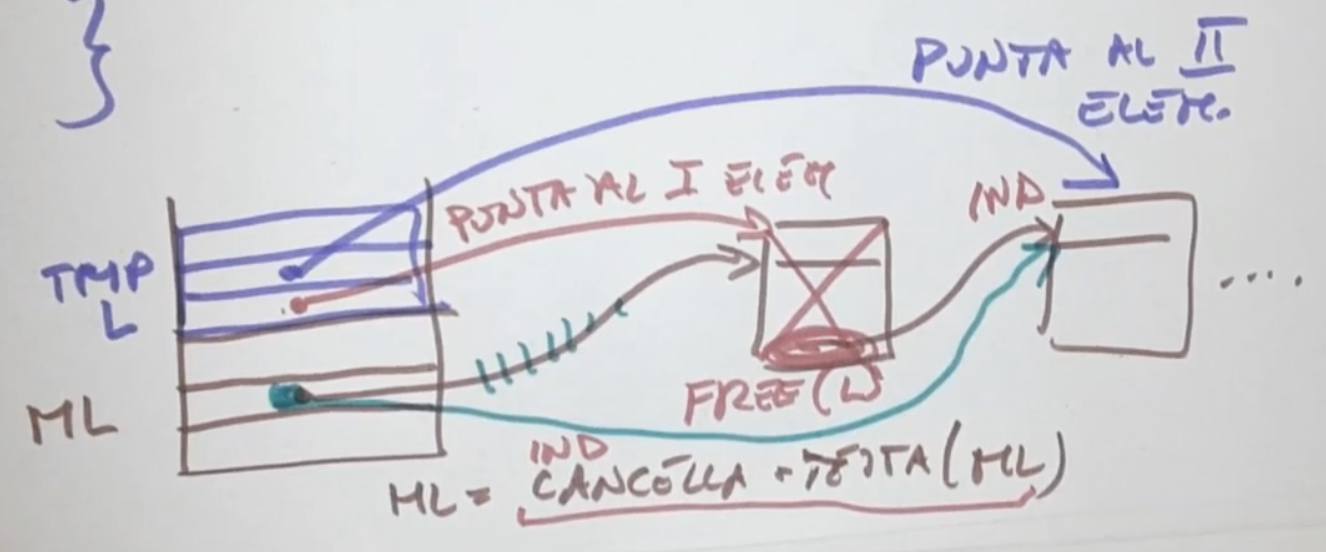 }
PUNTA AL II
ELEM.
PUNTA AL I ELEM
IND
TMP
L
....
FREE(L)
ML
IND
ML = CANCELLA-TESTA(ML)